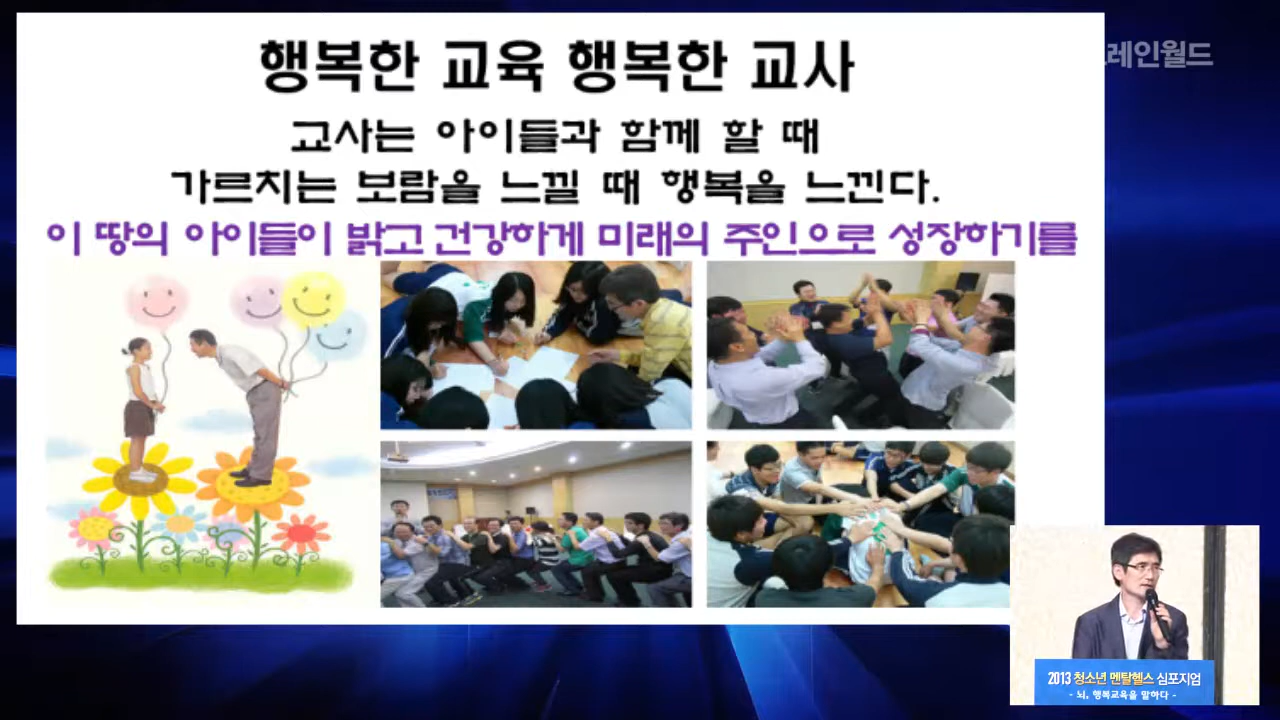 행복한 교육 행복한 교사
레인월드
교사는 아이들과 함께 할 때
가르치는 보람을 느낄 때 행복을 느낀다.
이 땅의 아이들이 밝고 건강하게 미래의 주인으로 성장하기를
2013 청소년 멘탈헬스 심포지엄
- 뇌, 행복교육을 말하다 -